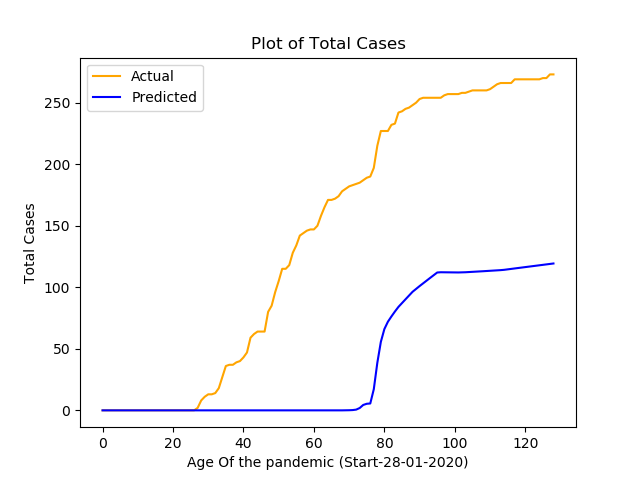 Plot of Total Cases
Actual
Predicted
250
200
150
100
50
0
Total Cases
0 20 40 60 80 100 120
Age Of the pandemic (Start-28-01-2020)